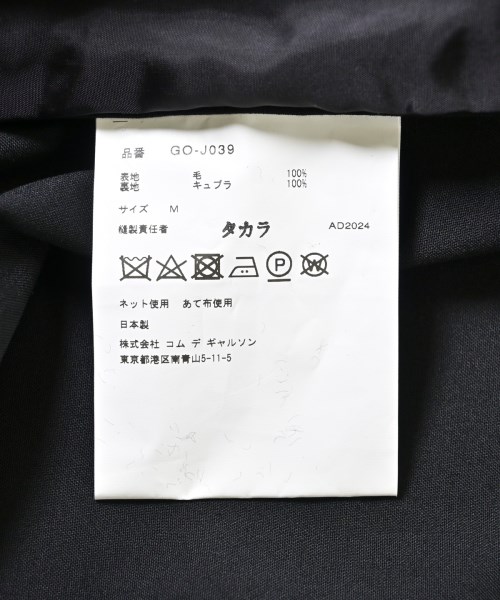 品番 GO-J039
表地 毛 100%
裏地 キュプラ 100%
サイズ M
縫製責任者 タカラ AD2024
P W
ネット使用 あて布使用
日本製
株式会社 コム デ ギャルソン
東京都港区南青山5-11-5